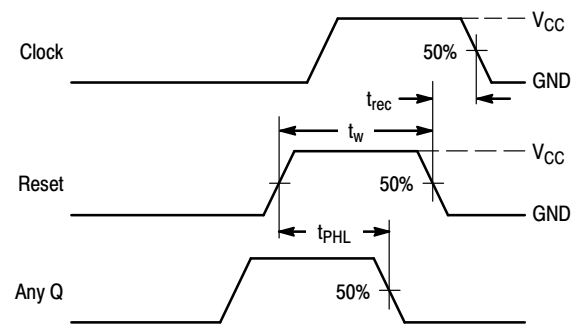 V_CC
Clock
50%
GND
t_rec
t_w
V_CC
Reset
50%
GND
t_PHL
Any Q
50%